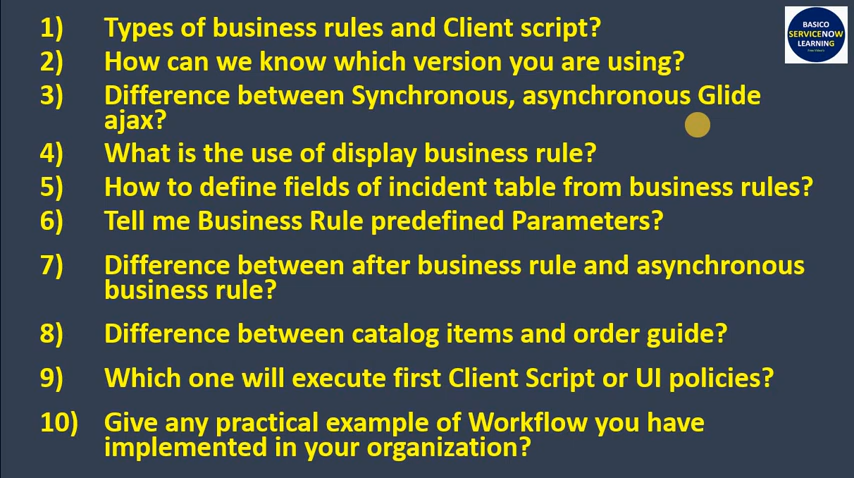 BASICO
SERVICENOW
LEARNING
1) Types of business rules and Client script?
2) How can we know which version you are using?
3) Difference between Synchronous, asynchronous Glide
ajax?
4) What is the use of display business rule?
5) How to define fields of incident table from business rules?
6) Tell me Business Rule predefined Parameters?
7) Difference between after business rule and asynchronous
business rule?
8) Difference between catalog items and order guide?
9) Which one will execute first Client Script or UI policies?
10) Give any practical example of Workflow you have
implemented in your organization?